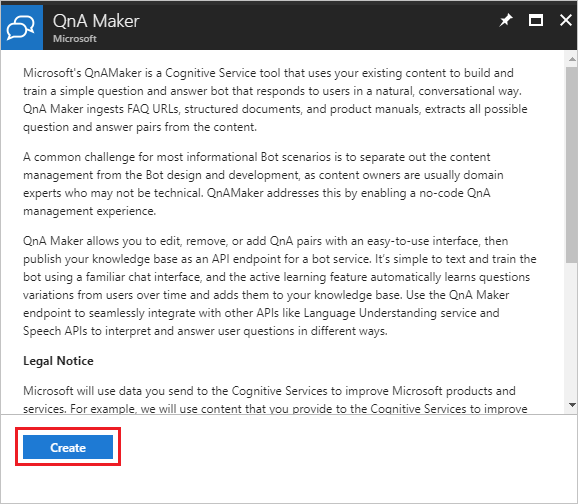 QnA Maker
Microsoft
Microsoft's QnAMaker is a Cognitive Service tool that uses your existing content to build and
train a simple question and answer bot that responds to users in a natural, conversational way.
QnA Maker ingests FAQ URLs, structured documents, and product manuals, extracts all possible
question and answer pairs from the content.
A common challenge for most informational Bot scenarios is to separate out the content
management from the Bot design and development, as content owners are usually domain
experts who may not be technical. QnAMaker addresses this by enabling a no-code QnA
management experience.
QnA Maker allows you to edit, remove, or add QnA pairs with an easy-to-use interface, then
publish your knowledge base as an API endpoint for a bot service. It's simple to text and train the
bot using a familiar chat interface, and the active learning feature automatically learns questions
variations from users over time and adds them to your knowledge base. Use the QnA Maker
endpoint to seamlessly integrate with other APIs like Language Understanding service and
Speech APIs to interpret and answer user questions in different ways.
Legal Notice
Microsoft will use data you send to the Cognitive Services to improve Microsoft products and
services. For example, we will use content that you provide to the Cognitive Services to improve
Create